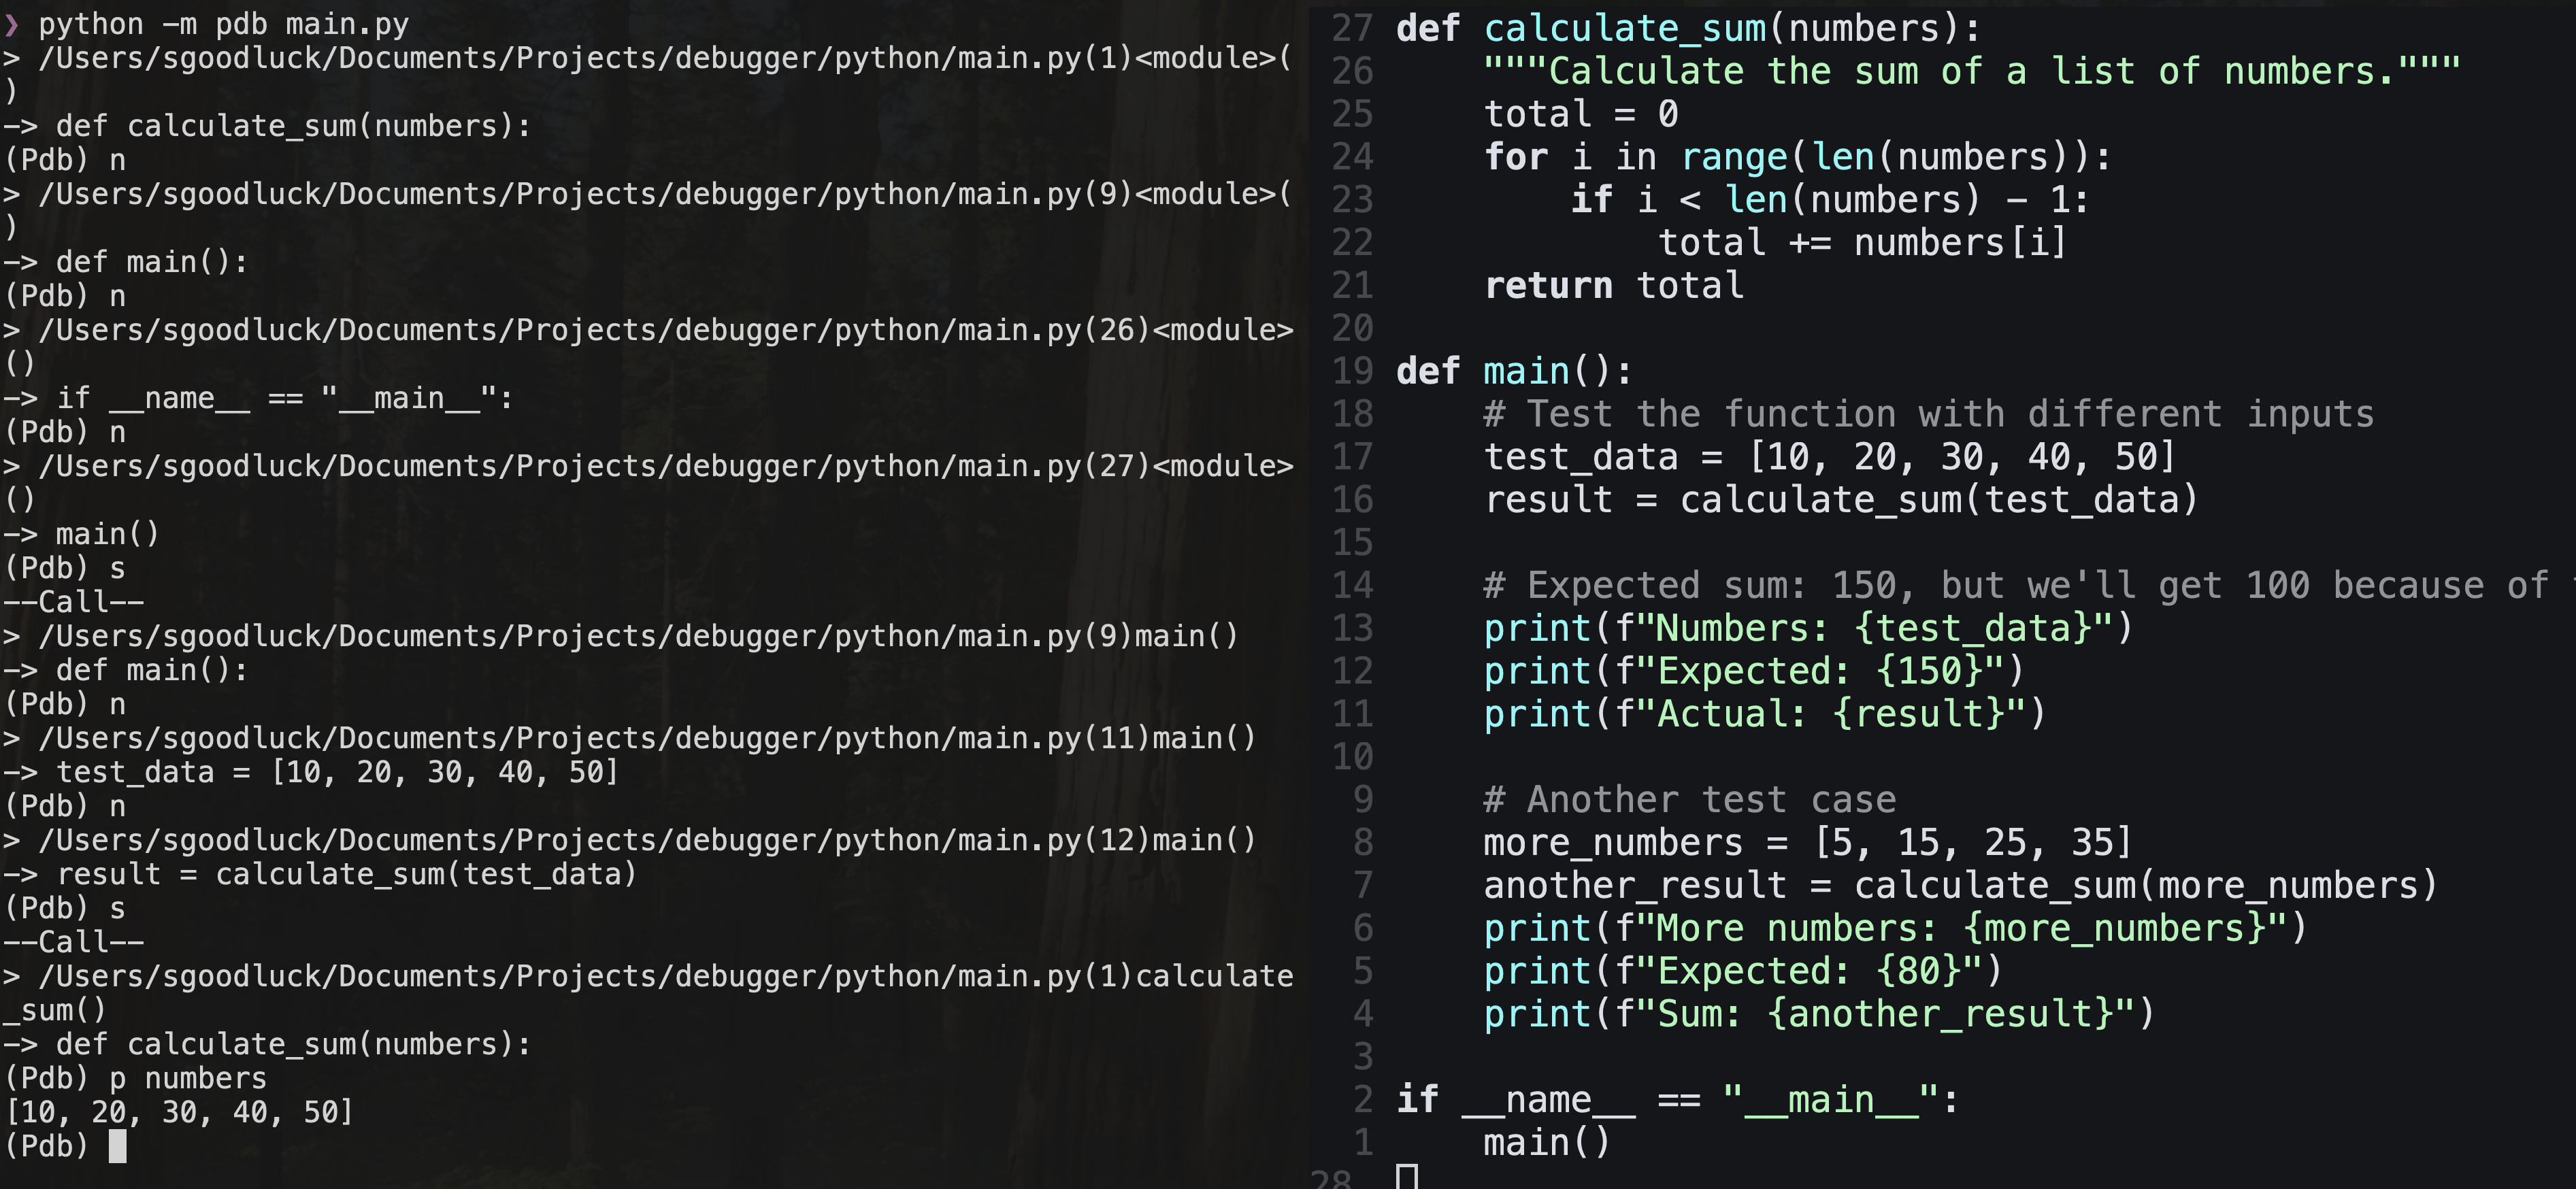 ❯ python -m pdb main.py
> /Users/sgoodluck/Documents/Projects/debugger/python/main.py(1)<module>(
)
-> def calculate_sum(numbers):
(Pdb) n
> /Users/sgoodluck/Documents/Projects/debugger/python/main.py(9)<module>(
)
-> def main():
(Pdb) n
> /Users/sgoodluck/Documents/Projects/debugger/python/main.py(26)<module>
()
-> if __name__ == "__main__":
(Pdb) n
> /Users/sgoodluck/Documents/Projects/debugger/python/main.py(27)<module>
()
-> main()
(Pdb) s
--Call--
> /Users/sgoodluck/Documents/Projects/debugger/python/main.py(9)main()
-> def main():
(Pdb) n
> /Users/sgoodluck/Documents/Projects/debugger/python/main.py(11)main()
-> test_data = [10, 20, 30, 40, 50]
(Pdb) n
> /Users/sgoodluck/Documents/Projects/debugger/python/main.py(12)main()
-> result = calculate_sum(test_data)
(Pdb) s
--Call--
> /Users/sgoodluck/Documents/Projects/debugger/python/main.py(1)calculate
_sum()
-> def calculate_sum(numbers):
(Pdb) p numbers
[10, 20, 30, 40, 50]
(Pdb)
27 def calculate_sum(numbers):
26     """Calculate the sum of a list of numbers."""
25     total = 0
24     for i in range(len(numbers)):
23         if i < len(numbers) - 1:
22             total += numbers[i]
21     return total
20
19 def main():
18     # Test the function with different inputs
17     test_data = [10, 20, 30, 40, 50]
16     result = calculate_sum(test_data)
15
14     # Expected sum: 150, but we'll get 100 because of
13     print(f"Numbers: {test_data}")
12     print(f"Expected: {150}")
11     print(f"Actual: {result}")
10
9     # Another test case
8     more_numbers = [5, 15, 25, 35]
7     another_result = calculate_sum(more_numbers)
6     print(f"More numbers: {more_numbers}")
5     print(f"Expected: {80}")
4     print(f"Sum: {another_result}")
3
2 if __name__ == "__main__":
1     main()
28